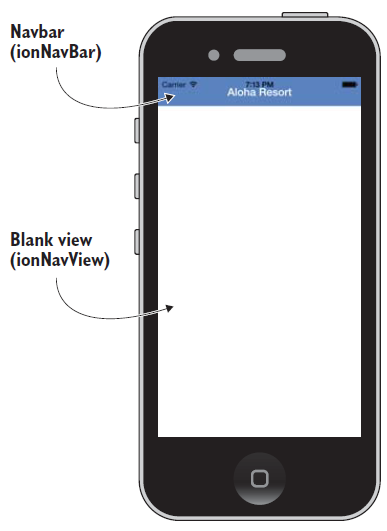 Navbar
(ionNavBar)
Carrier 7:13 PM
Aloha Resort
Blank view
(ionNavView)